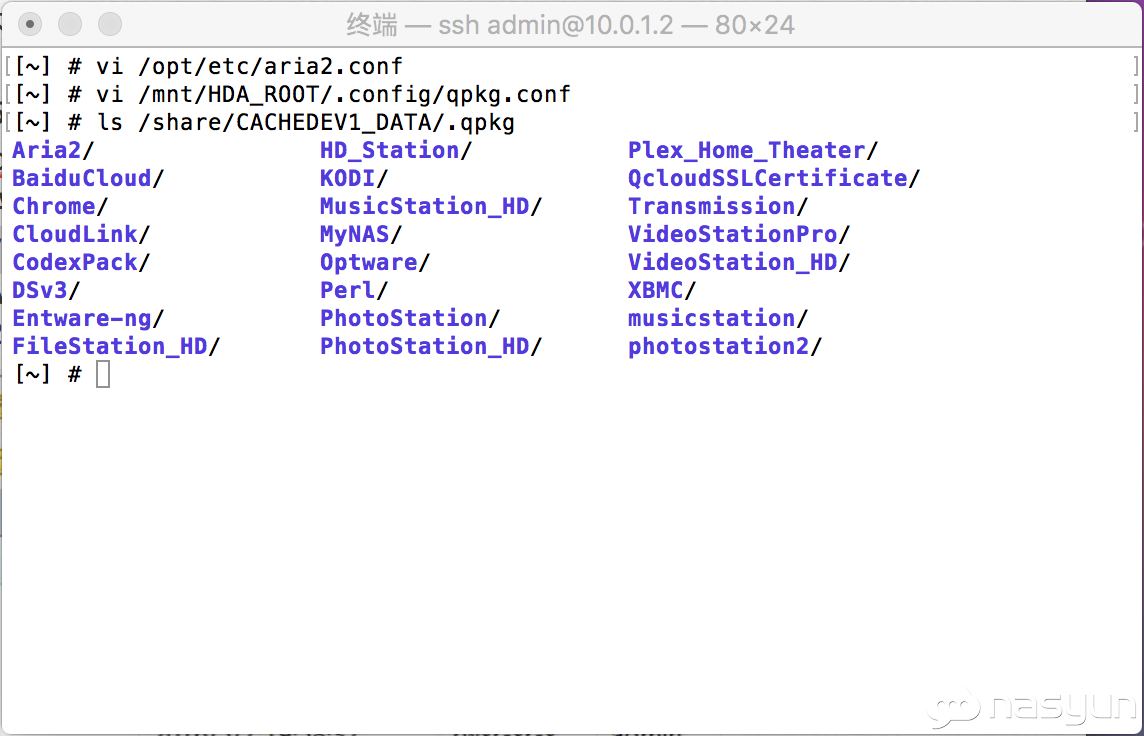 终端 — ssh admin@10.0.1.2 — 80×24
[[~] # vi /opt/etc/aria2.conf ]
[[~] # vi /mnt/HDA_ROOT/.config/qpkg.conf ]
[[~] # ls /share/CACHEDEV1_DATA/.qpkg ]
Aria2/ HD_Station/ Plex_Home_Theater/
BaiduCloud/ KODI/ QcloudSSLCertificate/
Chrome/ MusicStation_HD/ Transmission/
CloudLink/ MyNAS/ VideoStationPro/
CodexPack/ Optware/ VideoStation_HD/
DSv3/ Perl/ XBMC/
Entware-ng/ PhotoStation/ musicstation/
FileStation_HD/ PhotoStation_HD/ photostation2/
[~] #
nasyun